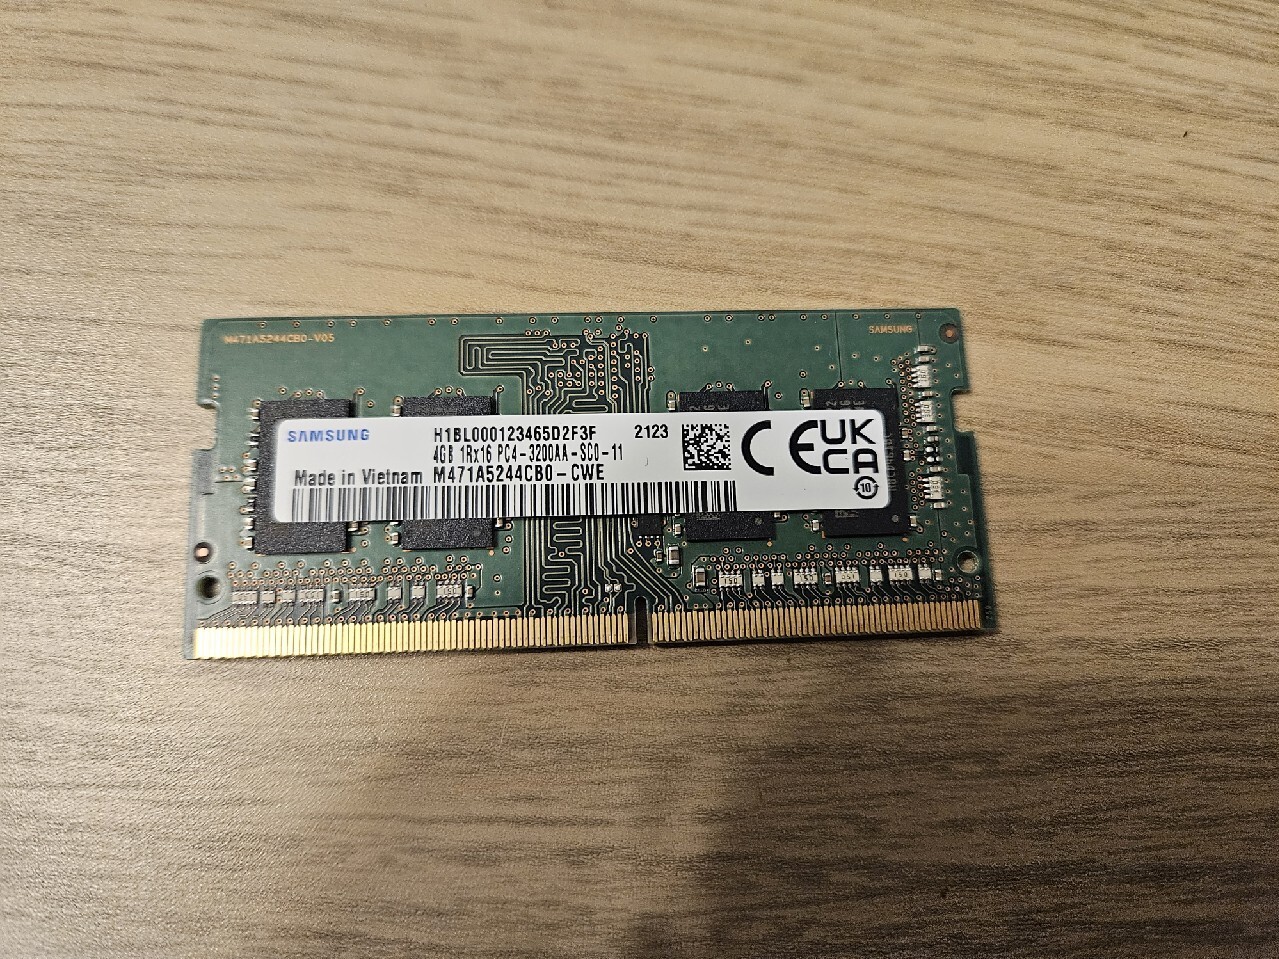 M471A5244CB0-V05
SAMSUNG
SAMSUNG
H1BL000123465D2F3F 2123
4GB 1Rx16 PC4-3200AA-SC0-11
Made in Vietnam M471A5244CB0-CWE
CE UK CA
10